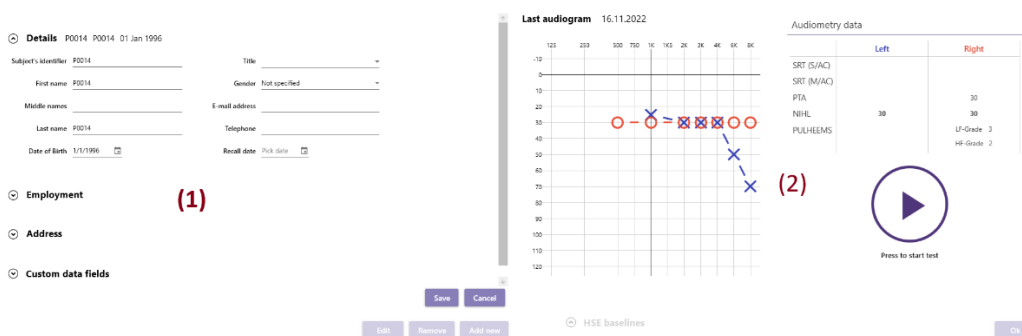 Details P0014 P0014 01 Jan 1996
Subject's identifier P0014
Title
First name P0014
Gender Not specified
Middle names
E-mail address
Last name P0014
Telephone
Date of Birth 1/1/1996
Recall date Pick date
Employment
(1)
Address
Custom data fields
Save Cancel
Edit Remove Add new
Last audiogram 16.11.2022
125 250 500 750 1K 1K5 2K 3K 4K 6K 8K
-10
0
10
20
30
40
50
60
70
80
90
100
110
120
(2)
HSE baselines
Audiometry data
Left Right
SRT (S/AC)
SRT (M/AC)
PTA 30
NIHL 30 30
PULHEEMS LF-Grade 3
HF-Grade 2
Press to start test
Ok